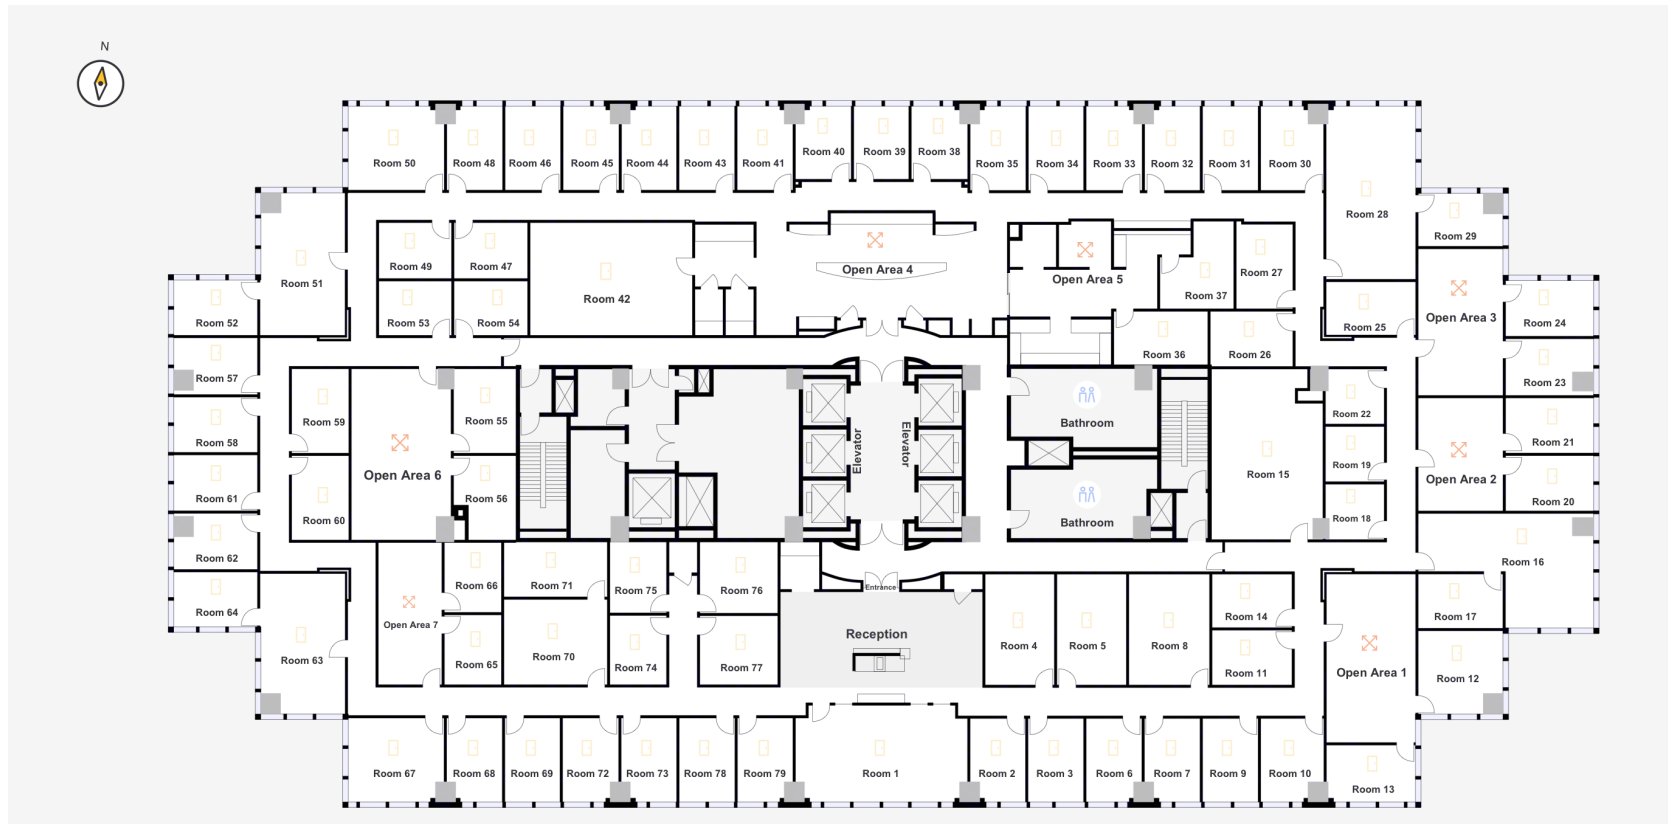 N
Room 50
Room 48
Room 46
Room 45
Room 44
Room 43
Room 41
Room 40
Room 39
Room 38
Room 35
Room 34
Room 33
Room 32
Room 31
Room 30
Room 28
Room 29
Room 51
Room 49
Room 47
Room 42
Open Area 4
Open Area 5
Room 37
Room 27
Room 52
Room 53
Room 54
Room 36
Room 26
Room 25
Open Area 3
Room 24
Room 57
Room 23
Room 58
Room 59
Room 55
Open Area 6
Elevator
Elevator
Bathroom
Room 22
Room 21
Room 15
Room 19
Open Area 2
Room 61
Room 60
Room 56
Bathroom
Room 18
Room 20
Room 62
Room 66
Room 71
Room 75
Room 76
Entrance
Room 16
Room 64
Open Area 7
Reception
Room 14
Room 17
Room 63
Room 65
Room 70
Room 74
Room 77
Room 4
Room 5
Room 8
Room 11
Open Area 1
Room 12
Room 67
Room 68
Room 69
Room 72
Room 73
Room 78
Room 79
Room 1
Room 2
Room 3
Room 6
Room 7
Room 9
Room 10
Room 13